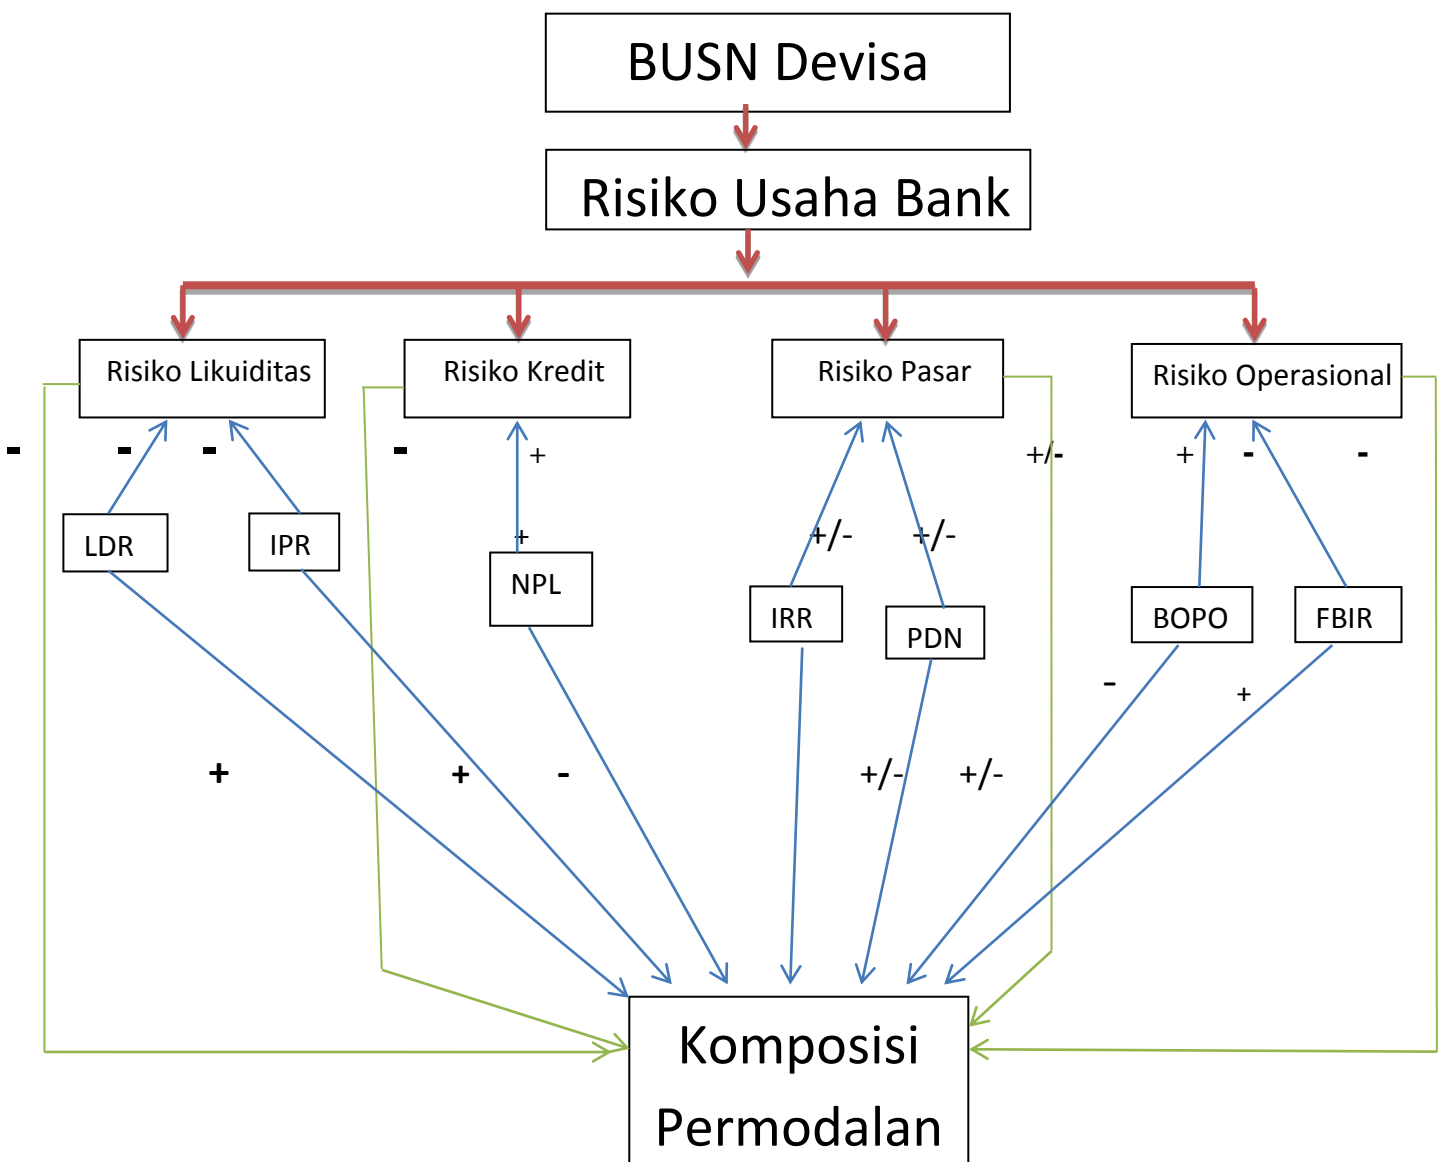 BUSN Devisa
Risiko Usaha Bank
Risiko Likuiditas
Risiko Kredit
Risiko Pasar
Risiko Operasional
- - - - + +/- + - -
+ +/- +/-
LDR
IPR
NPL
IRR
PDN
BOPO
FBIR
- +
+ + - +/- +/-
Komposisi
Permodalan